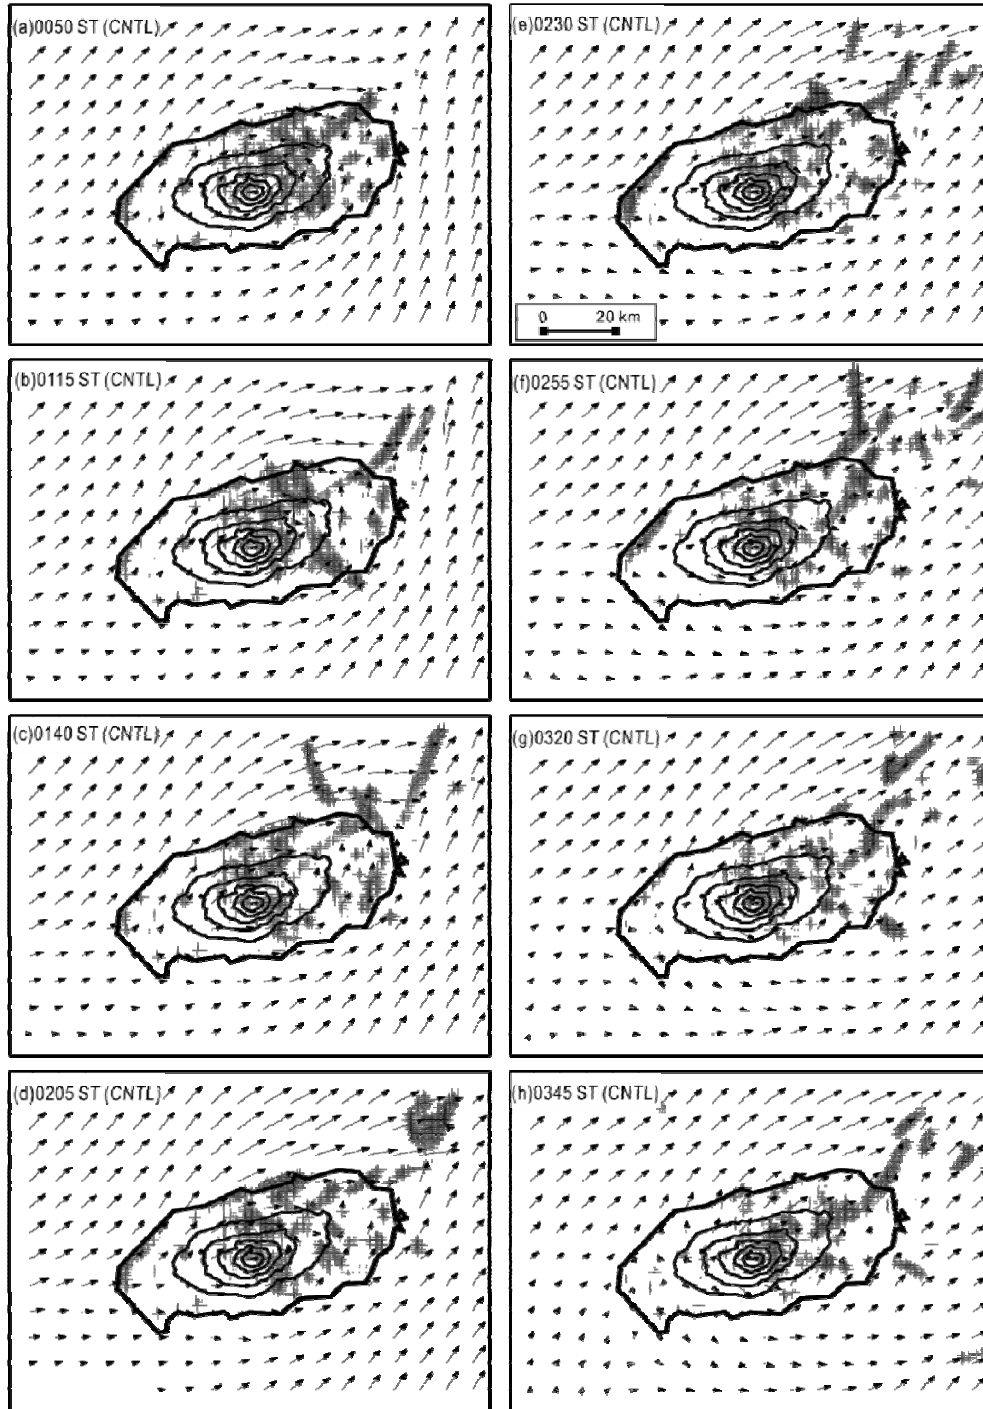 (a)0050 ST (CNTL)
(b)0115 ST (CNTL)
(c)0140 ST (CNTL)
(d)0205 ST (CNTL)
(e)0230 ST (CNTL)
0 20 km
(f)0255 ST (CNTL)
(g)0320 ST (CNTL)
(h)0345 ST (CNTL)